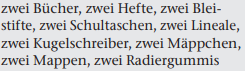 zwei Bücher, zwei Hefte, zwei Blei-
stifte, zwei Schultaschen, zwei Lineale,
zwei Kugelschreiber, zwei Mäppchen,
zwei Mappen, zwei Radiergummis